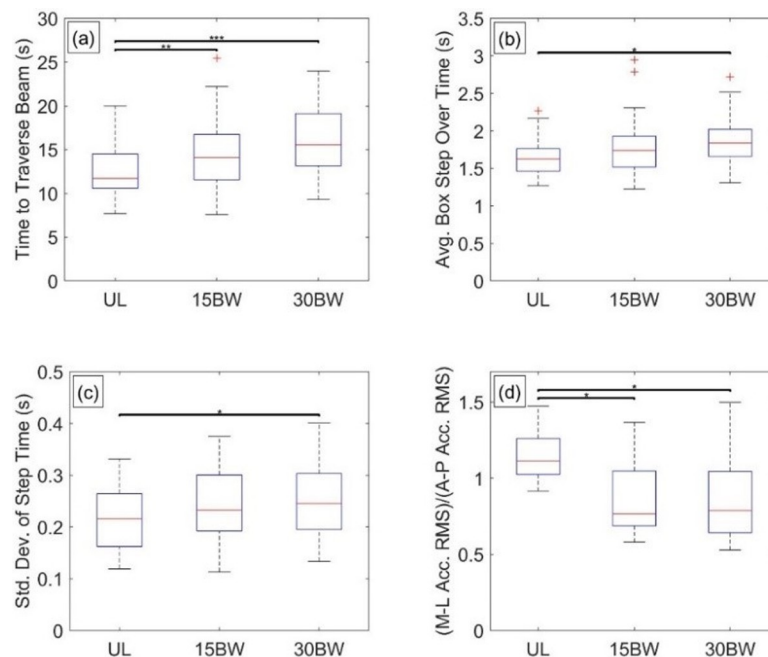 (a)
***
**
Time to Traverse Beam (s)
30
25
20
15
10
5
0
UL 15BW 30BW
(b)
*
Avg. Box Step Over Time (s)
3.5
3
2.5
2
1.5
1
0.5
0
UL 15BW 30BW
(c)
*
Std. Dev. of Step Time (s)
0.5
0.4
0.3
0.2
0.1
0
UL 15BW 30BW
(d)
*
*
(M-L Acc. RMS)/(A-P Acc. RMS)
1.5
1
0.5
0
UL 15BW 30BW